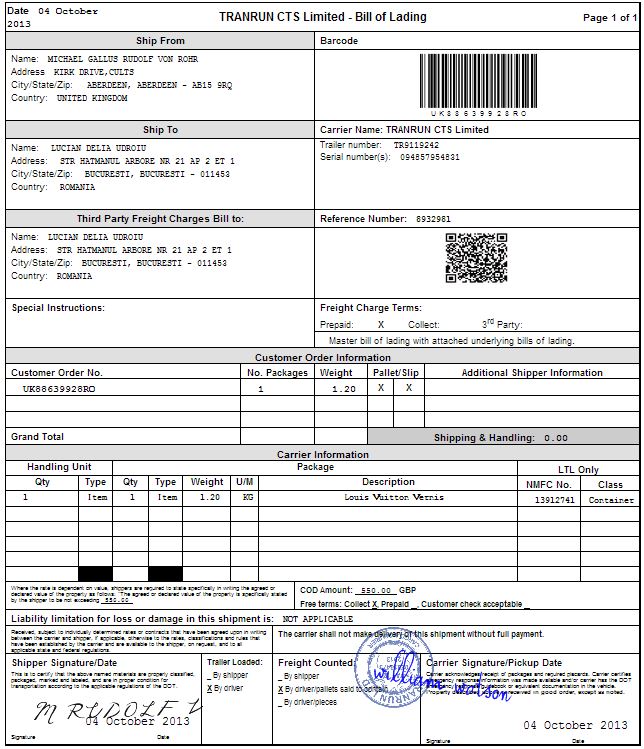 Date 04 October
2013
TRANRUN CTS Limited - Bill of Lading
Page 1 of 1
Ship From
Name: MICHAEL GALLUS RUDOLF VON ROHR
Address KIRK DRIVE,CULTS
City/State/Zip: ABERDEEN, ABERDEEN - AB15 9RQ
Country: UNITED KINGDOM
Barcode
UK88639928RO
Ship To
Name: LUCIAN DELIA UDROIU
Address: STR HATMANUL ARBORE NR 21 AP 2 ET 1
City/State/Zip: BUCURESTI, BUCURESTI - 011453
Country: ROMANIA
Carrier Name: TRANRUN CTS Limited
Trailer number: TR9119242
Serial number(s): 094857954831
Third Party Freight Charges Bill to:
Name: LUCIAN DELIA UDROIU
Address: STR HATMANUL ARBORE NR 21 AP 2 ET 1
City/State/Zip: BUCURESTI, BUCURESTI - 011453
Country: ROMANIA
Reference Number: 8932981
Special Instructions:
Freight Charge Terms:
Prepaid: X Collect: 3rd Party:
Master bill of lading with attached underlying bills of lading.
Customer Order Information
Customer Order No. No. Packages Weight Pallet/Slip Additional Shipper Information
UK88639928RO 1 1.20 X X
Grand Total Shipping & Handling: 0.00
Carrier Information
Handling Unit Package LTL Only
Qty Type Qty Type Weight U/M Description NMFC No. Class
1 Item 1 Item 1.20 KG Louis Vuitton Vernis 13912741 Container
Where the rate is dependent on value, shippers are required to state specifically in writing the agreed or
declared value of the property as follows: The agreed or declared value of the property is specifically stated
by the shipper to be not exceeding 550.00
COD Amount: 550.00 GBP
Free terms: Collect X, Prepaid _, Customer check acceptable _
Liability limitation for loss or damage in this shipment is: NOT APPLICABLE
Received, subject to individually determined rates or contracts that have been agreed upon in writing
between the carrier and shipper, if applicable, otherwise to the rates, classifications and rules that
have been established by the carrier and are available to the shipper, on request, and to all
applicable state and federal regulations.
The carrier shall not make delivery of this shipment without full payment.
Shipper Signature/Date
This is to certify that the above named materials are properly classified,
packaged, marked and labeled, and are in proper condition for
transportation according to the applicable regulations of the DOT.
M RUDOLF V
04 October 2013
Signature Date
Trailer Loaded:
_ By shipper
X By driver
Freight Counted:
_ By shipper
X By driver/pallets said to contain
_ By driver/pieces
TRANRUN
william watson
Carrier Signature/Pickup Date
Carrier acknowledges receipt of packages and required placards. Carrier certifies
emergency response information was made available and/or carrier has the DOT
emergency response guidebook or equivalent documentation in the vehicle.
Property described above is received in good order, except as noted.
04 October 2013
Signature Date